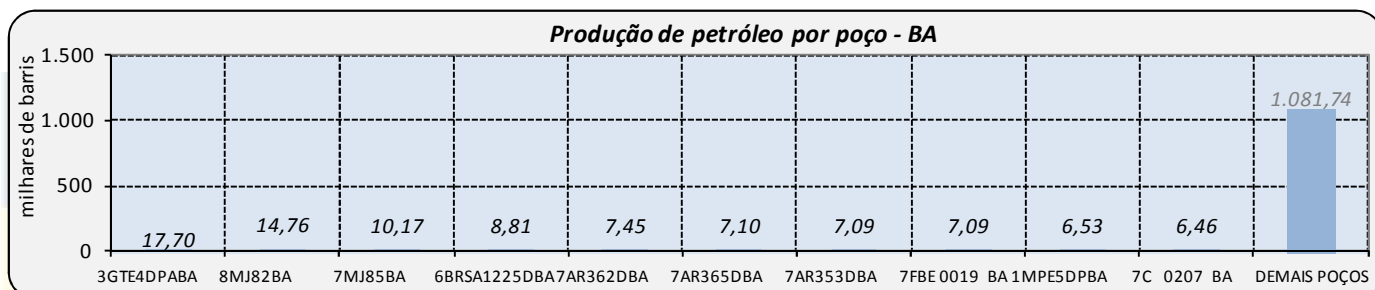 Produção de petróleo por poço - BA
milhares de barris
1.500
1.000
500
0
1.081,74
17,70 14,76 10,17 8,81 7,45 7,10 7,09 7,09 6,53 6,46
3GTE4DPABA 8MJ82BA 7MJ85BA 6BRSA1225DBA 7AR362DBA 7AR365DBA 7AR353DBA 7FBE 0019 BA 1MPE5DPBA 7C 0207 BA DEMAIS POÇOS